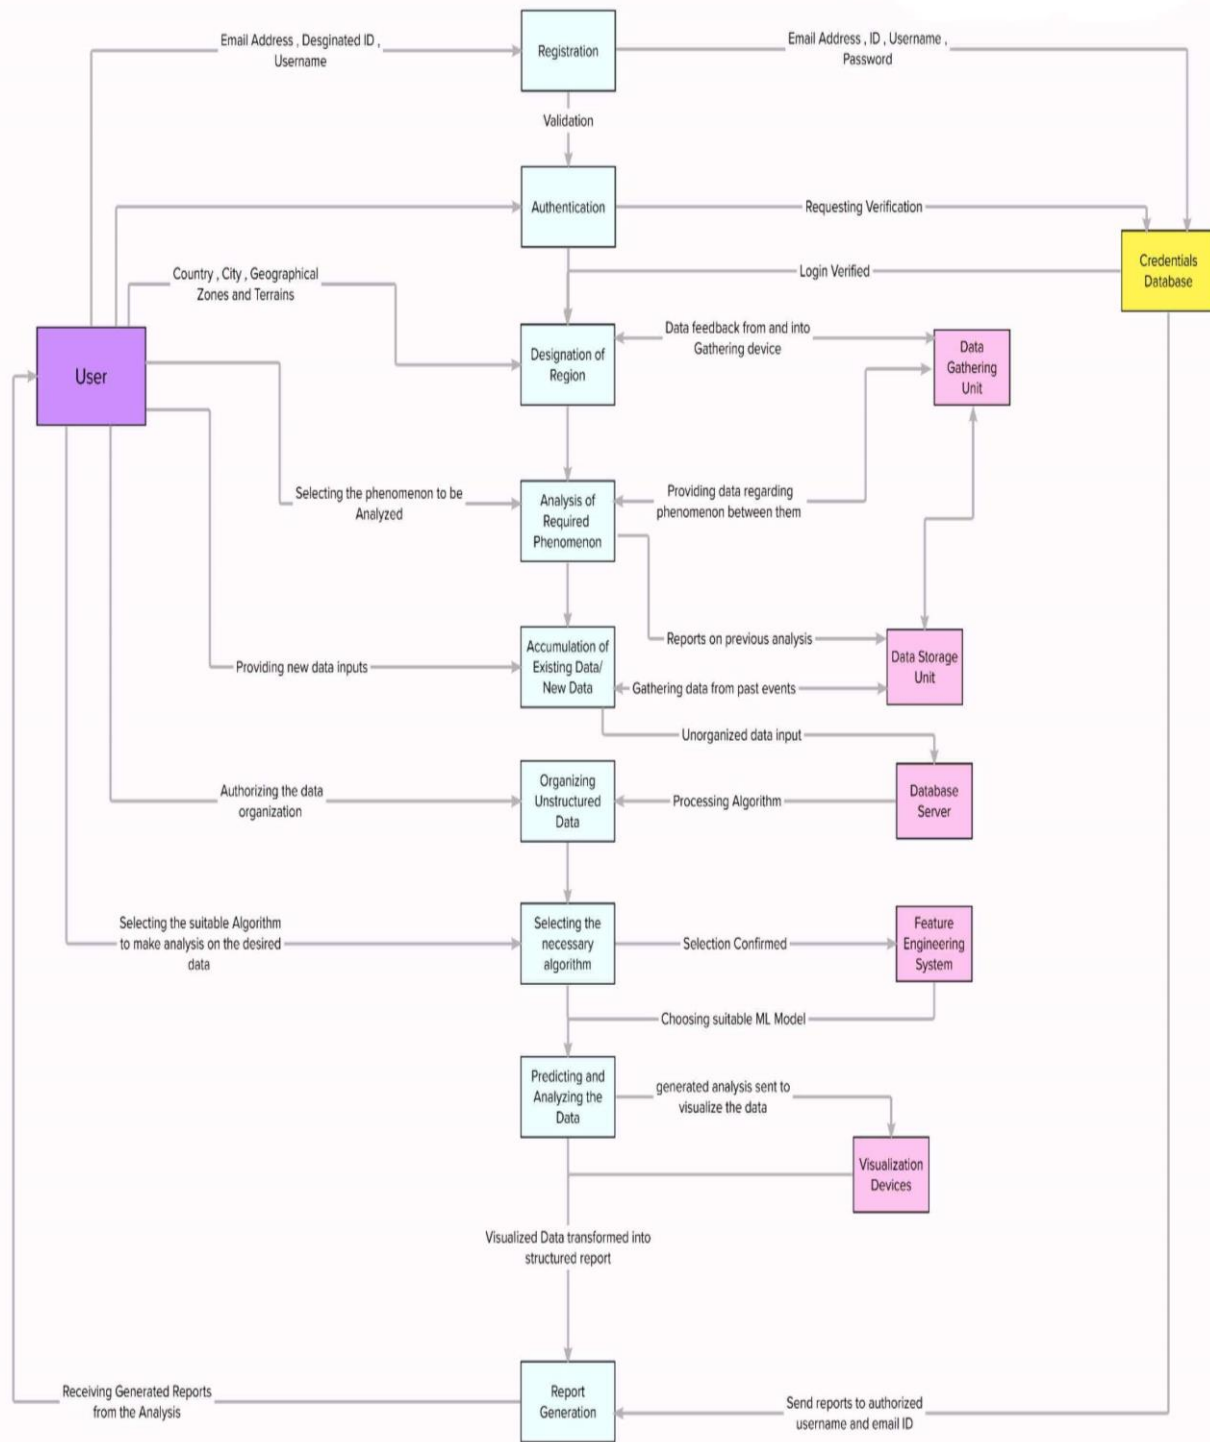 Email Address , Desginated ID ,
Username
Registration
Email Address , ID , Username ,
Password
Validation
Authentication
Requesting Verification
Credentials
Database
Login Verified
Country , City , Geographical
Zones and Terrains
User
Designation of
Region
Data feedback from and into
Gathering device
Data
Gathering
Unit
Selecting the phenomenon to be
Analyzed
Analysis of
Required
Phenomenon
Providing data regarding
phenomenon between them
Reports on previous analysis
Providing new data inputs
Accumulation of
Existing Data/
New Data
Gathering data from past events
Data Storage
Unit
Unorganized data input
Authorizing the data
organization
Organizing
Unstructured
Data
Processing Algorithm
Database
Server
Selecting the suitable Algorithm
to make analysis on the desired
data
Selecting the
necessary
algorithm
Selection Confirmed
Feature
Engineering
System
Choosing suitable ML Model
Predicting and
Analyzing the
Data
generated analysis sent to
visualize the data
Visualization
Devices
Visualized Data transformed into
structured report
Receiving Generated Reports
from the Analysis
Report
Generation
Send reports to authorized
username and email ID